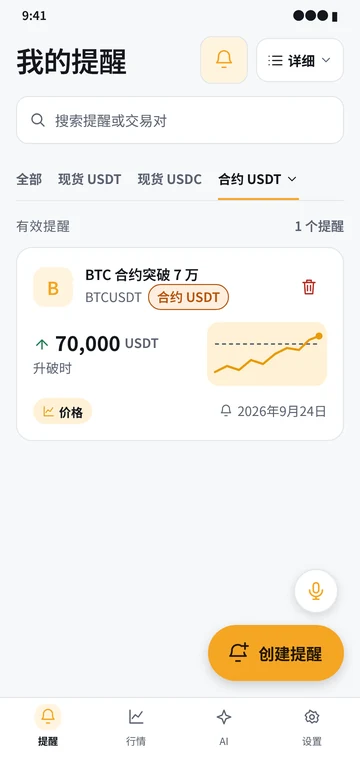 9:41
我的提醒
详细
搜索提醒或交易对
全部 现货 USDT 现货 USDC 合约 USDT
有效提醒 1 个提醒
B
BTC 合约突破 7 万
BTCUSDT 合约 USDT
70,000 USDT
升破时
价格 2026年9月24日
创建提醒
提醒 行情 AI 设置